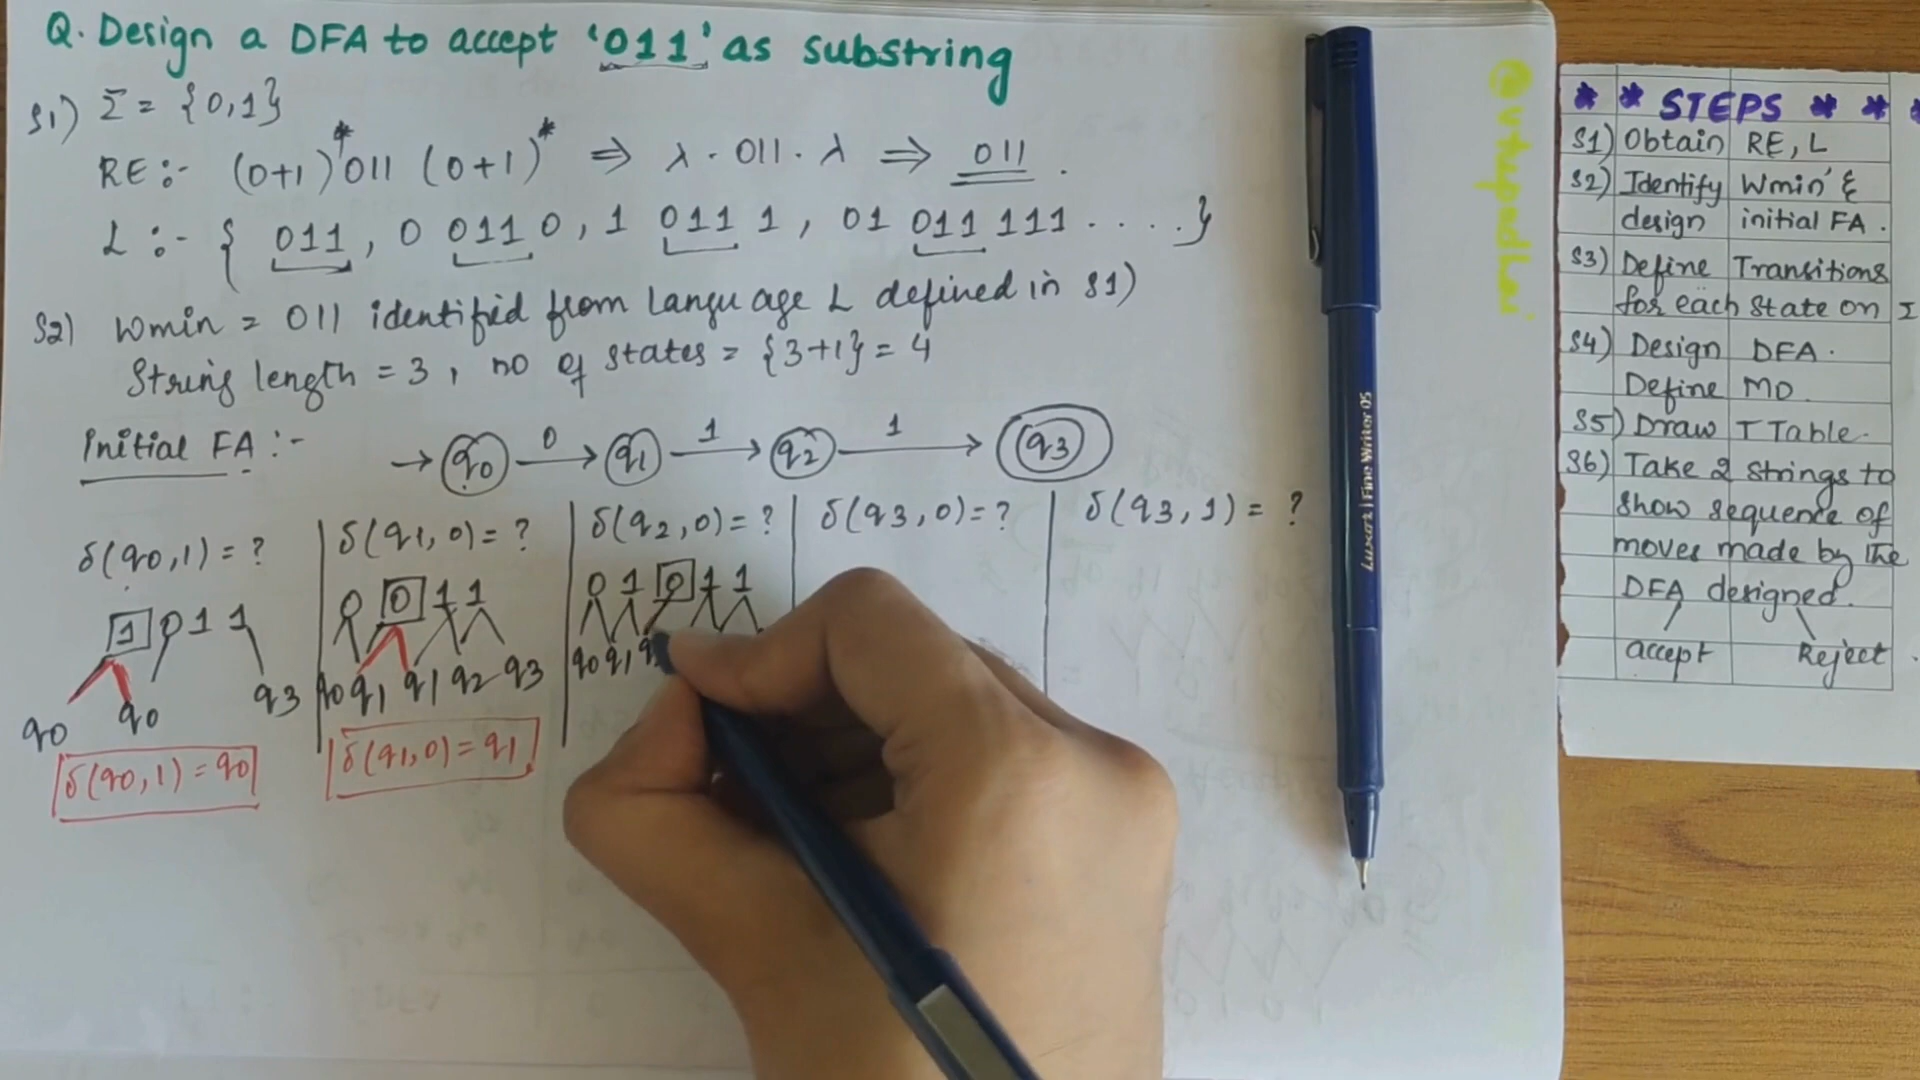 Q. Design a DFA to accept '011' as substring
S1) Σ = {0,1}
RE :- (0+1)*011 (0+1)* ⇒ λ · 011 · λ ⇒ 011 .
L :- { 011 , 0 011 0 , 1 011 1 , 01 011 111 . . . . }
S2) Wmin = 011 identified from language L defined in S1)
String length = 3 , no of states = {3+1} = 4
Initial FA :-
→ q0 0 → q1 1 → q2 1 → q3
δ(q0,1) = ?
1 0 1 1
q0 q0 q3
δ(q0,1) = q0
δ(q1,0) = ?
0 0 1 1
q0 q1 q1 q2 q3
δ(q1,0) = q1
δ(q2,0) = ?
0 1 0 1 1
q0 q1
δ(q3,0) = ?
δ(q3,1) = ?
Luxor | Fine Writer 05
@vtupadhai
* * STEPS * * *
S1) Obtain RE, L
S2) Identify Wmin &
design initial FA .
S3) Define Transitions
for each state on I
S4) Design DFA .
Define MD .
S5) Draw T Table .
S6) Take 2 strings to
show sequence of
moves made by the
DFA designed .
accept Reject .